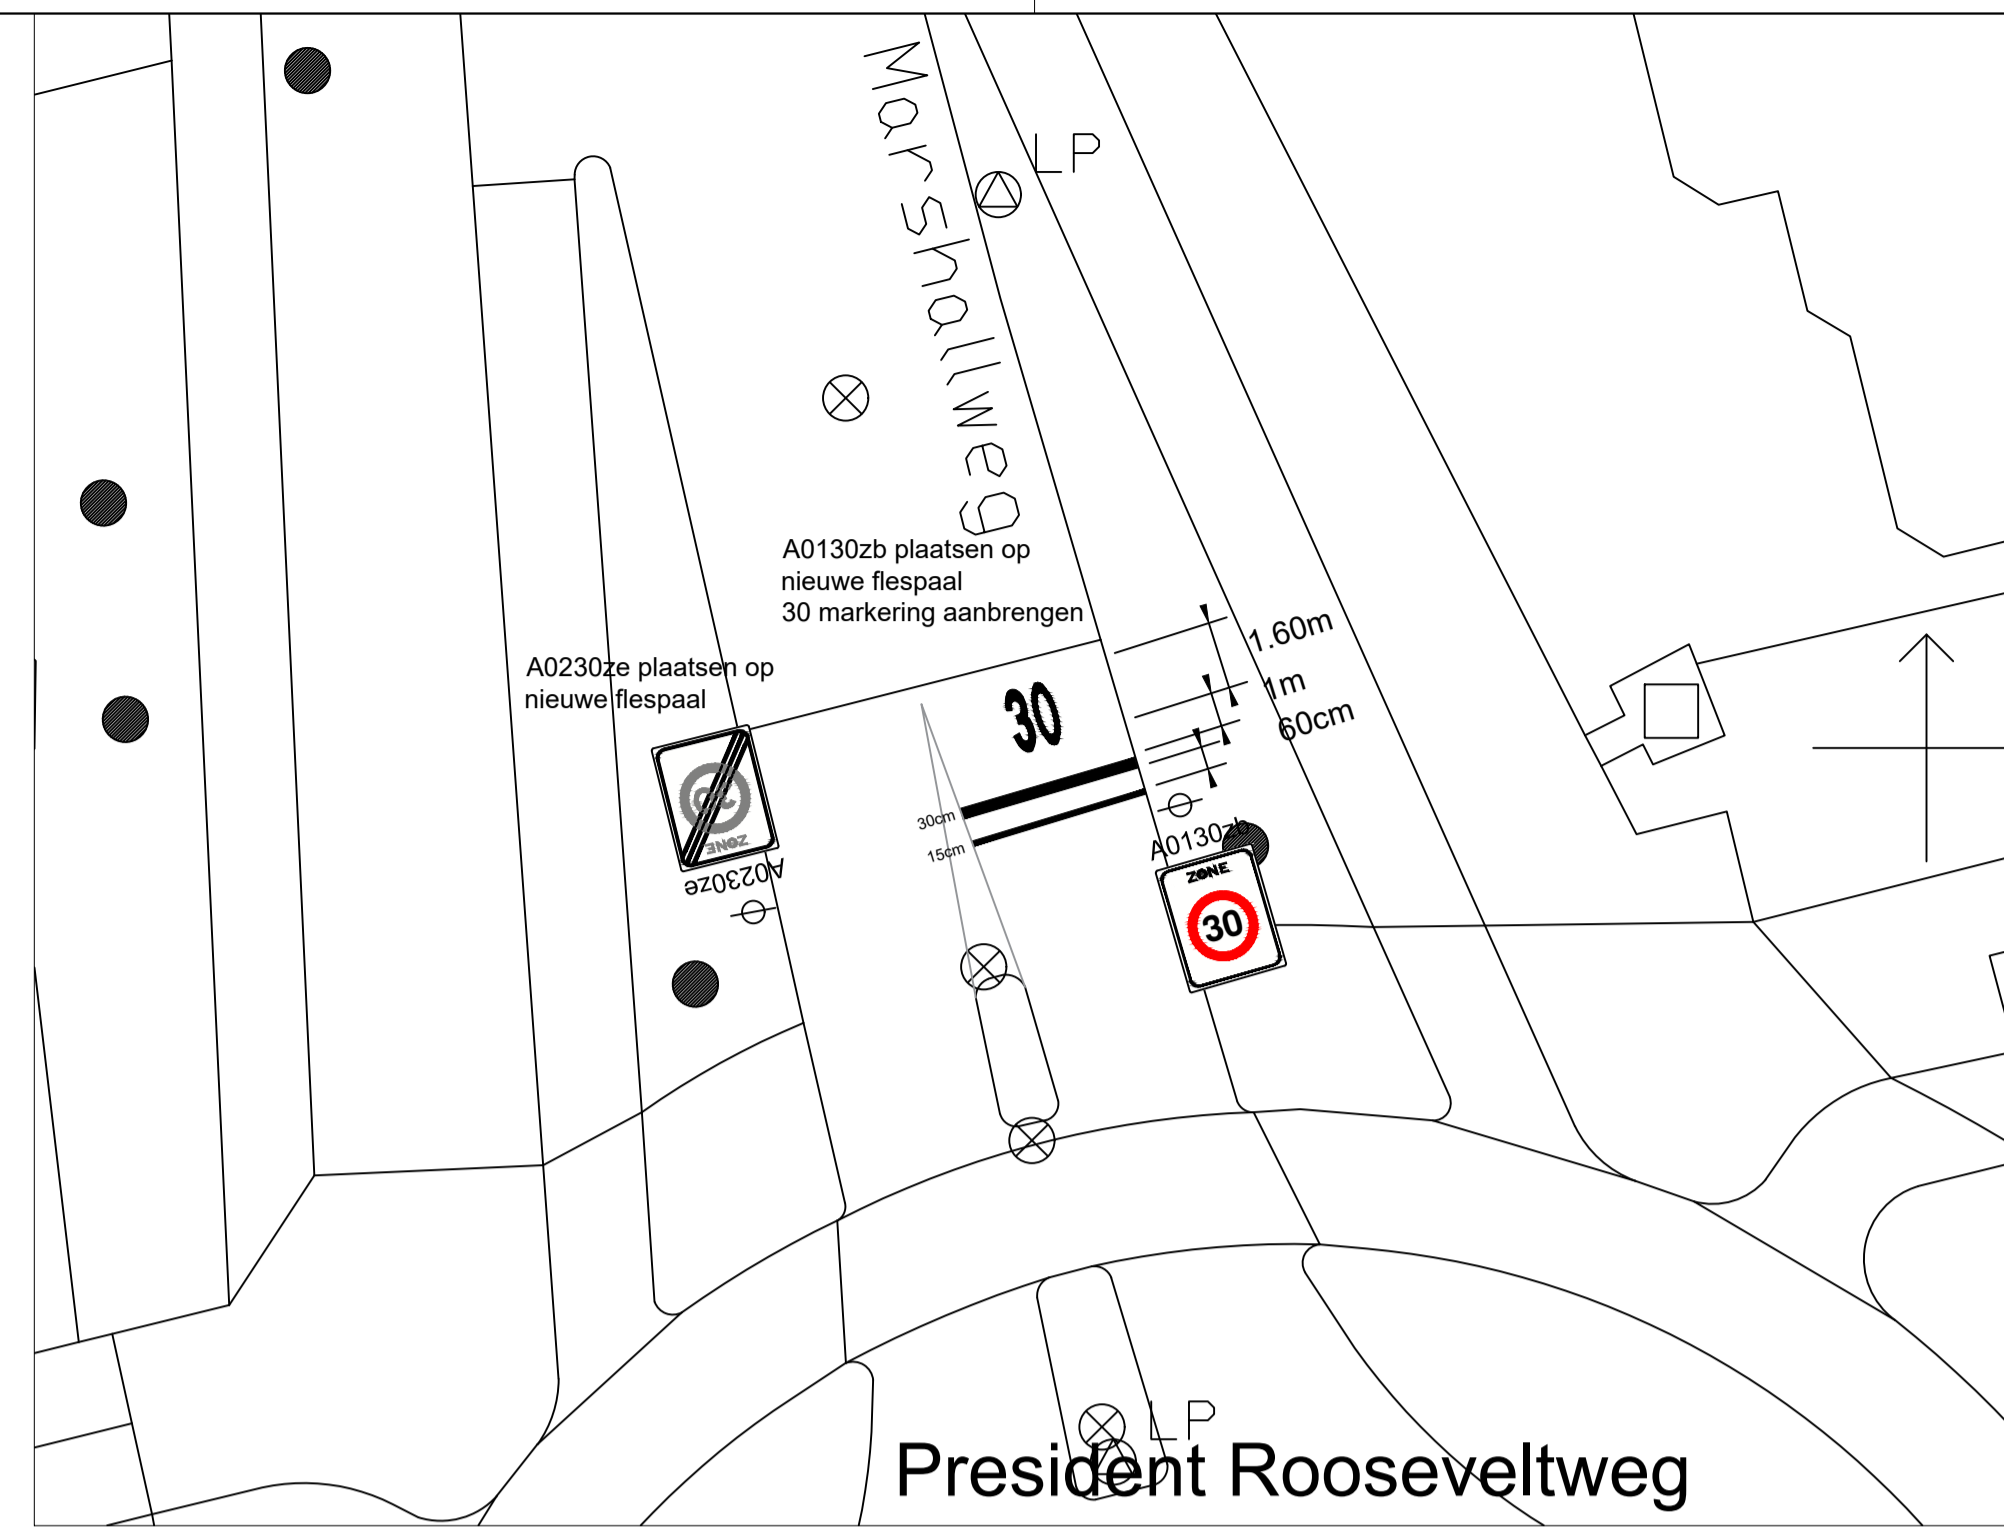 Marshallweg
LP
A0130zb plaatsen op
nieuwe flespaal
30 markering aanbrengen
A0230ze plaatsen op
nieuwe flespaal
1.60m
1m
60cm
30
30cm
15cm
30
ZONE
A0230ze
A0130zb
ZONE
30
LP
President Rooseveltweg